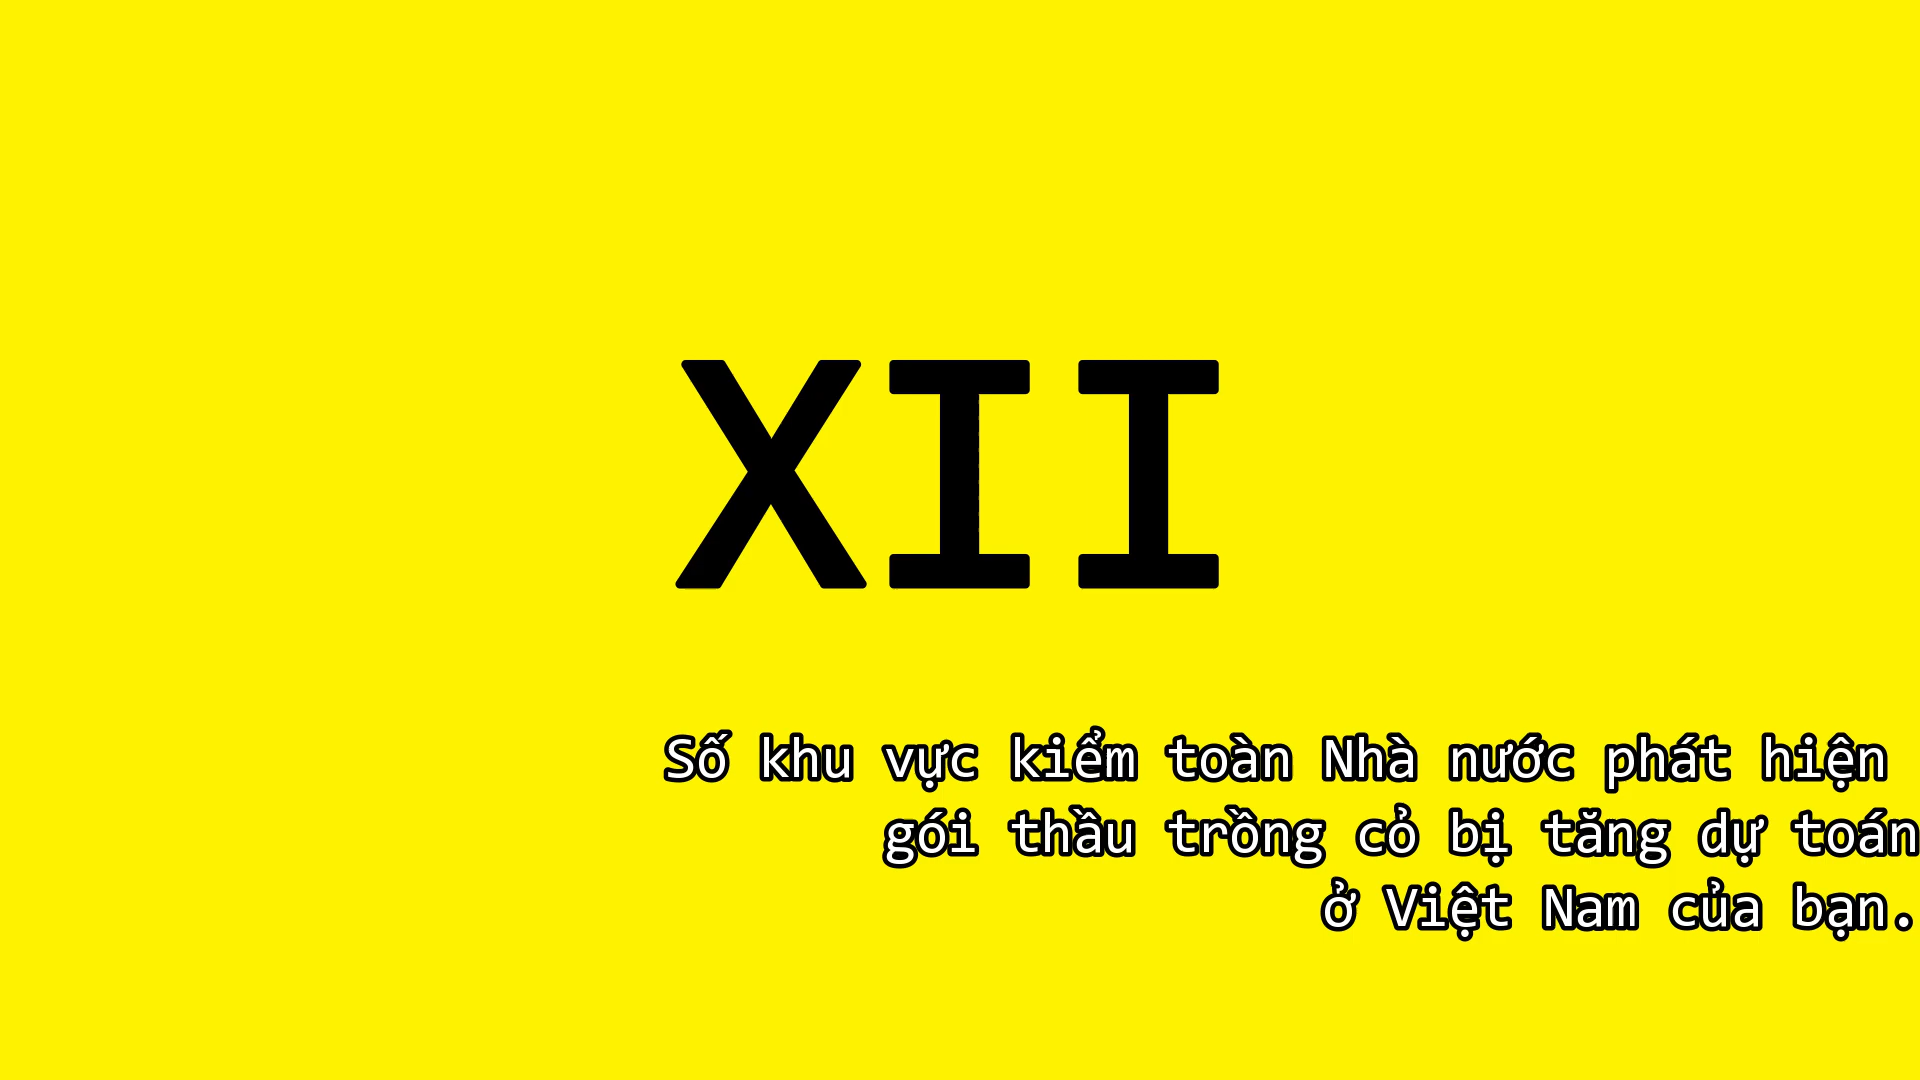 XII
Số khu vực kiểm toàn Nhà nước phát hiện
gói thầu trồng cỏ bị tăng dự toán
ở Việt Nam của bạn.